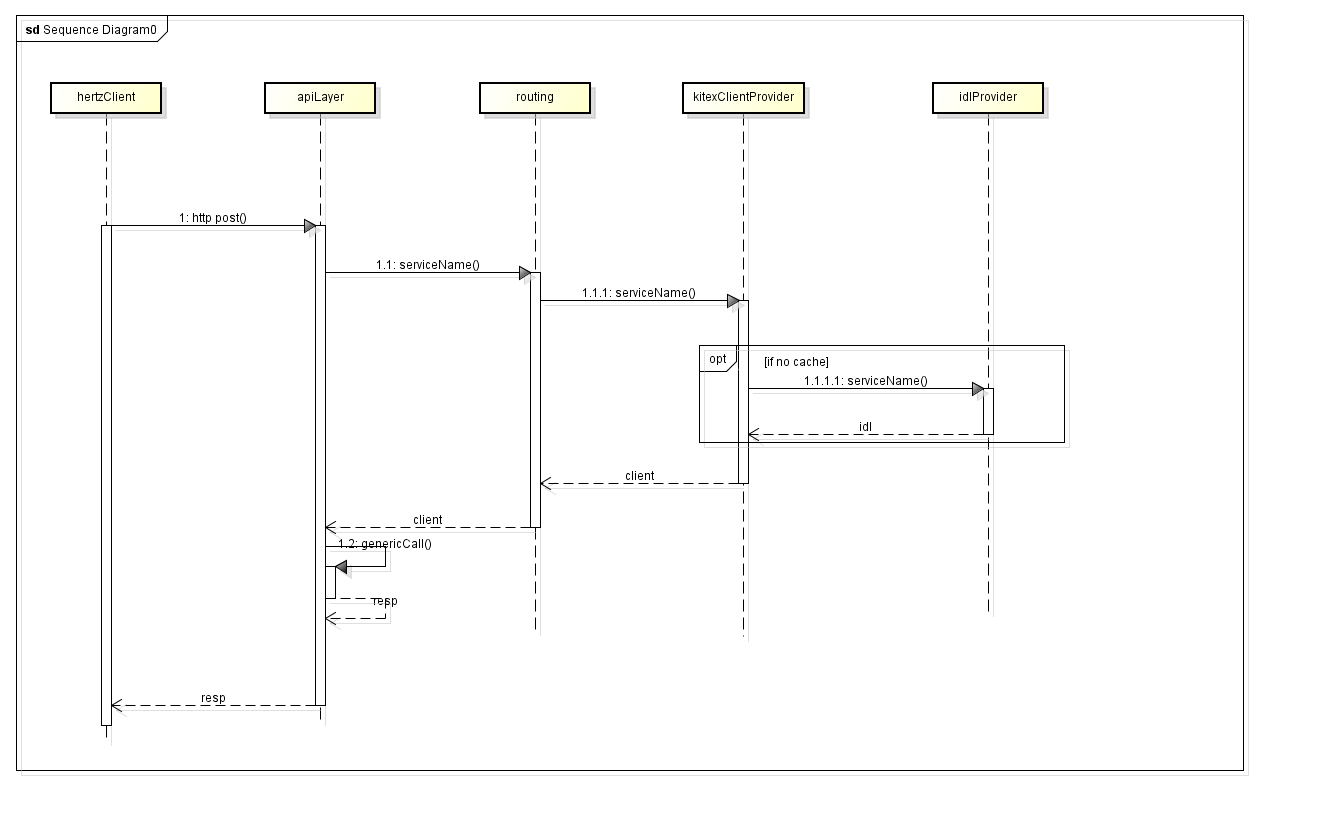 sd Sequence Diagram0
hertzClient
apiLayer
routing
kitexClientProvider
idlProvider
1: http post()
1.1: serviceName()
1.1.1: serviceName()
opt
[if no cache]
1.1.1.1: serviceName()
idl
client
client
1.2: genericCall()
resp
resp